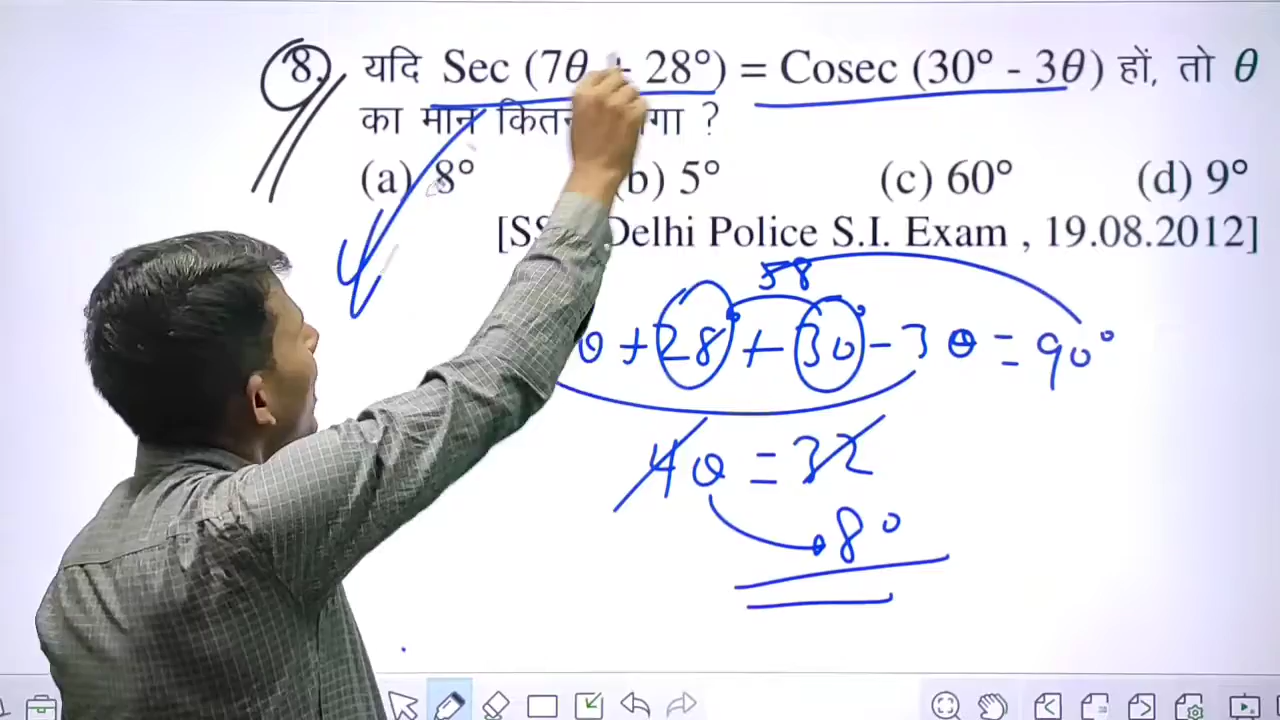 8. यदि Sec (7θ + 28°) = Cosec (30° - 3θ) हों, तो θ
का मान ?
(a) 8° (b) 5° (c) 60° (d) 9°
Delhi Police S.I. Exam , 19.08.2012]
58
θ + 28° + 30° - 3θ = 90°
4θ = 32
8°